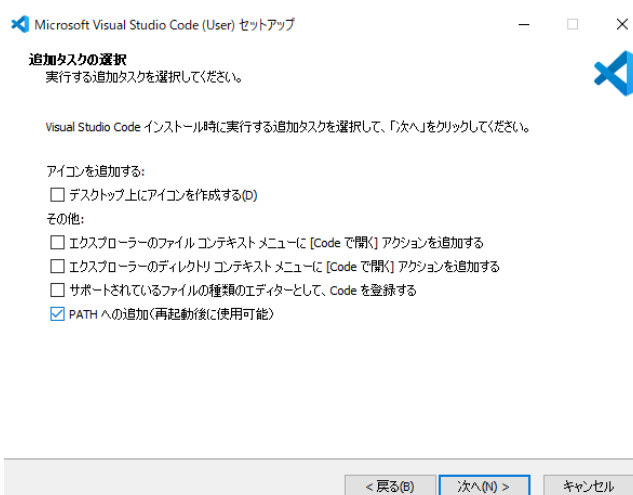 Microsoft Visual Studio Code (User) セットアップ
追加タスクの選択
実行する追加タスクを選択してください。
Visual Studio Code インストール時に実行する追加タスクを選択して、「次へ」をクリックしてください。
アイコンを追加する:
デスクトップ上にアイコンを作成する(D)
その他:
エクスプローラーのファイル コンテキスト メニューに [Code で開く] アクションを追加する
エクスプローラーのディレクトリ コンテキスト メニューに [Code で開く] アクションを追加する
サポートされているファイルの種類のエディターとして、Code を登録する
PATH への追加(再起動後に使用可能)
< 戻る(B) 次へ(N) > キャンセル